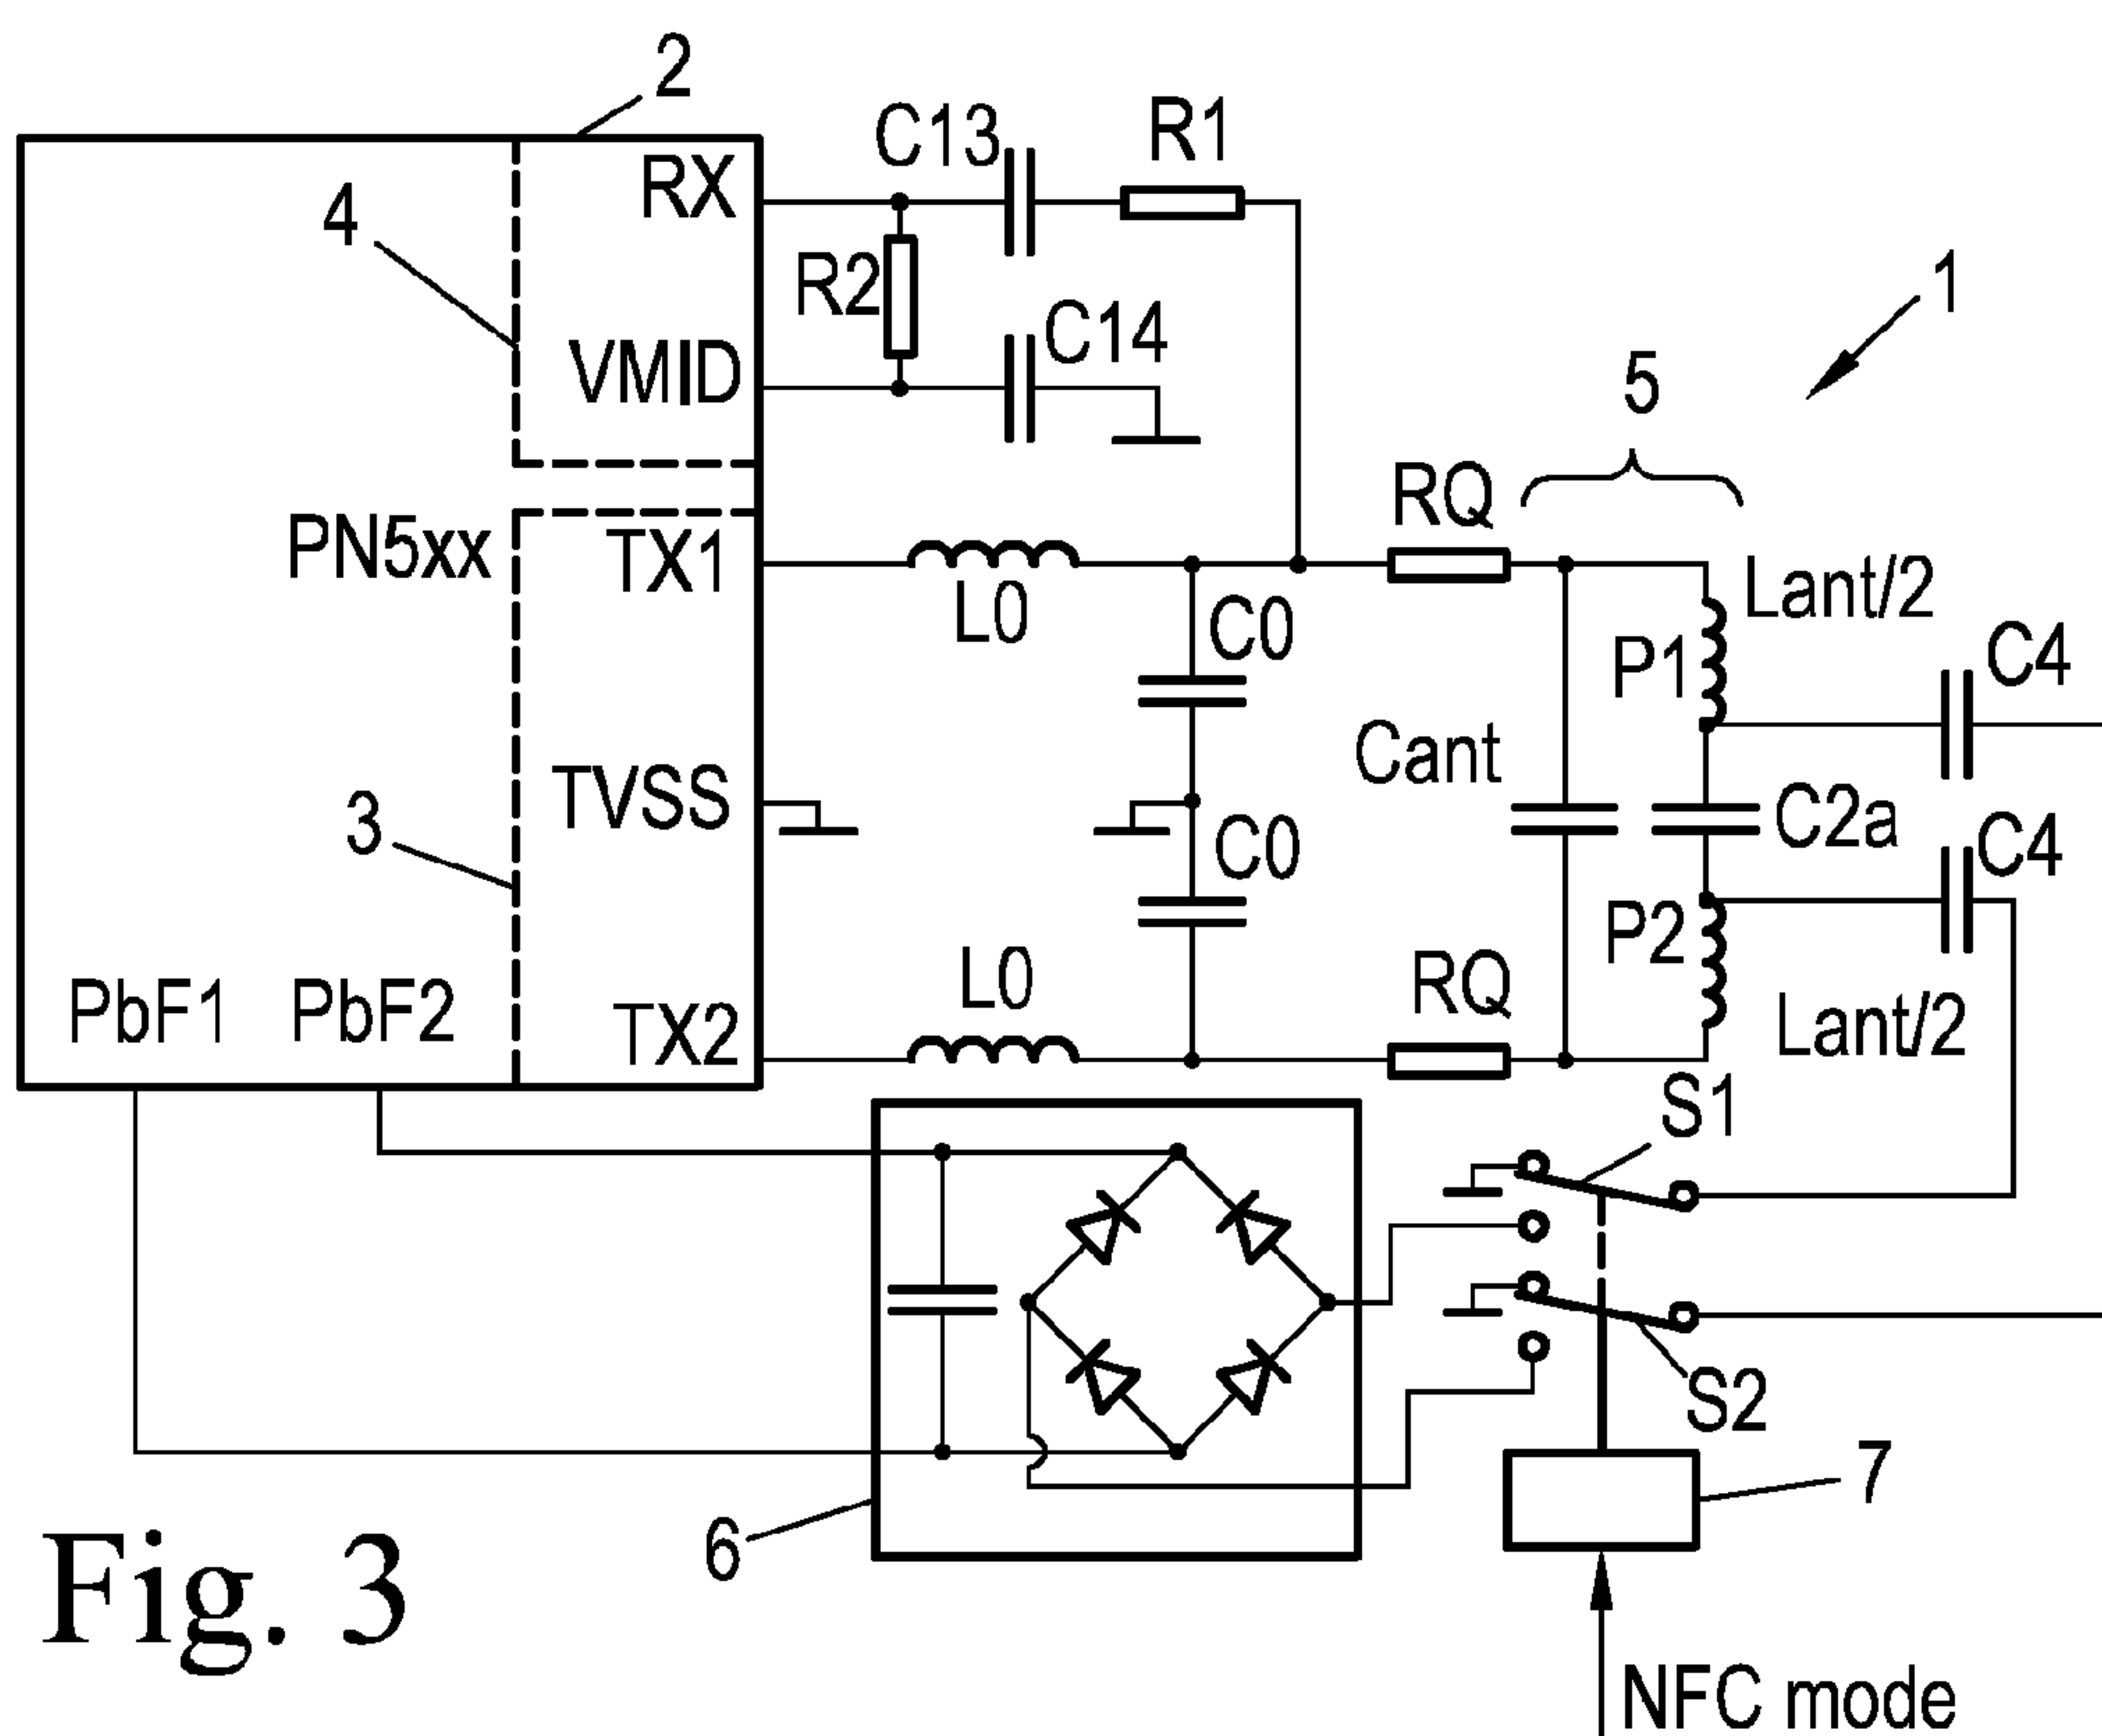 2
C13
R1
RX
4
R2
C14
VMID
1
5
RQ
PN5xx
TX1
L0
C0
Lant/2
P1
C4
Cant
TVSS
3
C0
C2a
C4
P2
PbF1
PbF2
TX2
L0
RQ
Lant/2
S1
S2
7
6
Fig. 3
NFC mode